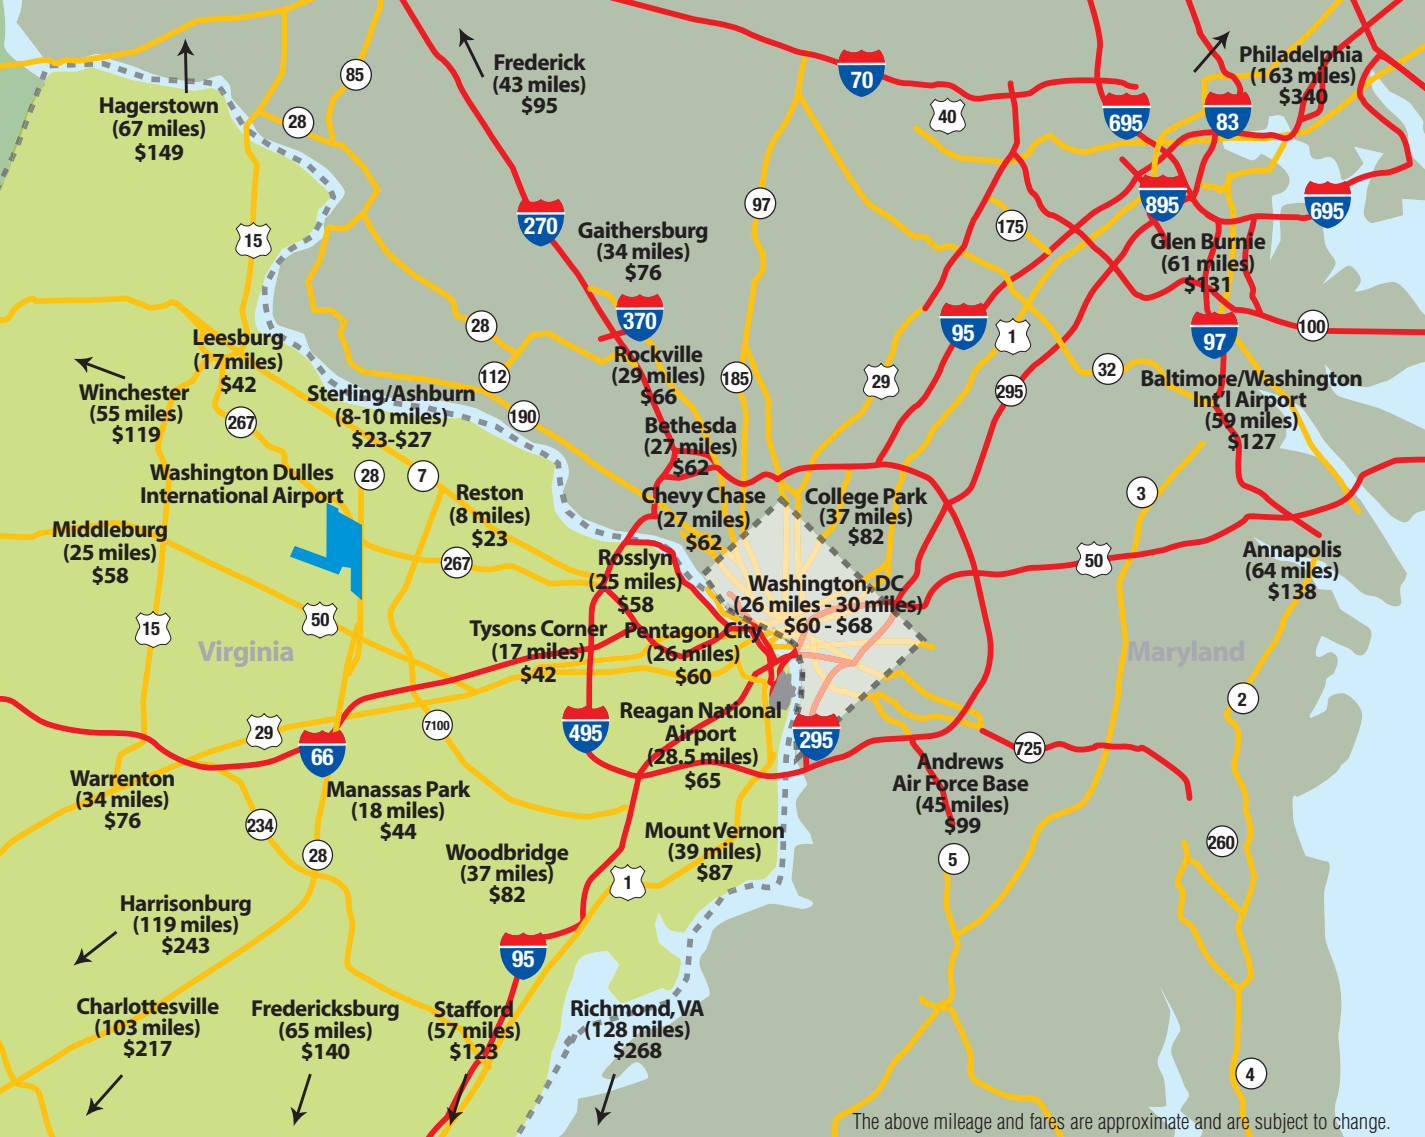 Philadelphia
(163 miles)
$340
Frederick
(43 miles)
$95
70
85
Hagerstown
(67 miles)
$149
28
40
695
83
97
270
895
695
15
175
Gaithersburg
(34 miles)
$76
Glen Burnie
(61 miles)
$131
370
28
95
1
97
100
Leesburg
(17miles)
$42
Rockville
(29 miles)
$66
112
185
29
295
32
Winchester
(55 miles)
$119
267
Sterling/Ashburn
(8-10 miles)
$23-$27
190
Baltimore/Washington
Int'l Airport
(59 miles)
$127
Bethesda
(27 miles)
$62
Washington Dulles
International Airport
28
7
Reston
(8 miles)
$23
Chevy Chase
(27 miles)
$62
College Park
(37 miles)
$82
3
Middleburg
(25 miles)
$58
267
Rosslyn
(25 miles)
$58
Washington, DC
(26 miles - 30 miles)
$60 - $68
50
Annapolis
(64 miles)
$138
15
50
Virginia
Tysons Corner
(17 miles)
$42
Pentagon City
(26 miles)
$60
Maryland
2
29
7100
66
495
Reagan National
Airport
(28.5 miles)
$65
295
725
Warrenton
(34 miles)
$76
Manassas Park
(18 miles)
$44
Andrews
Air Force Base
(45 miles)
$99
234
28
Woodbridge
(37 miles)
$82
Mount Vernon
(39 miles)
$87
1
5
260
Harrisonburg
(119 miles)
$243
95
Charlottesville
(103 miles)
$217
Fredericksburg
(65 miles)
$140
Stafford
(57 miles)
$123
Richmond, VA
(128 miles)
$268
4
The above mileage and fares are approximate and are subject to change.